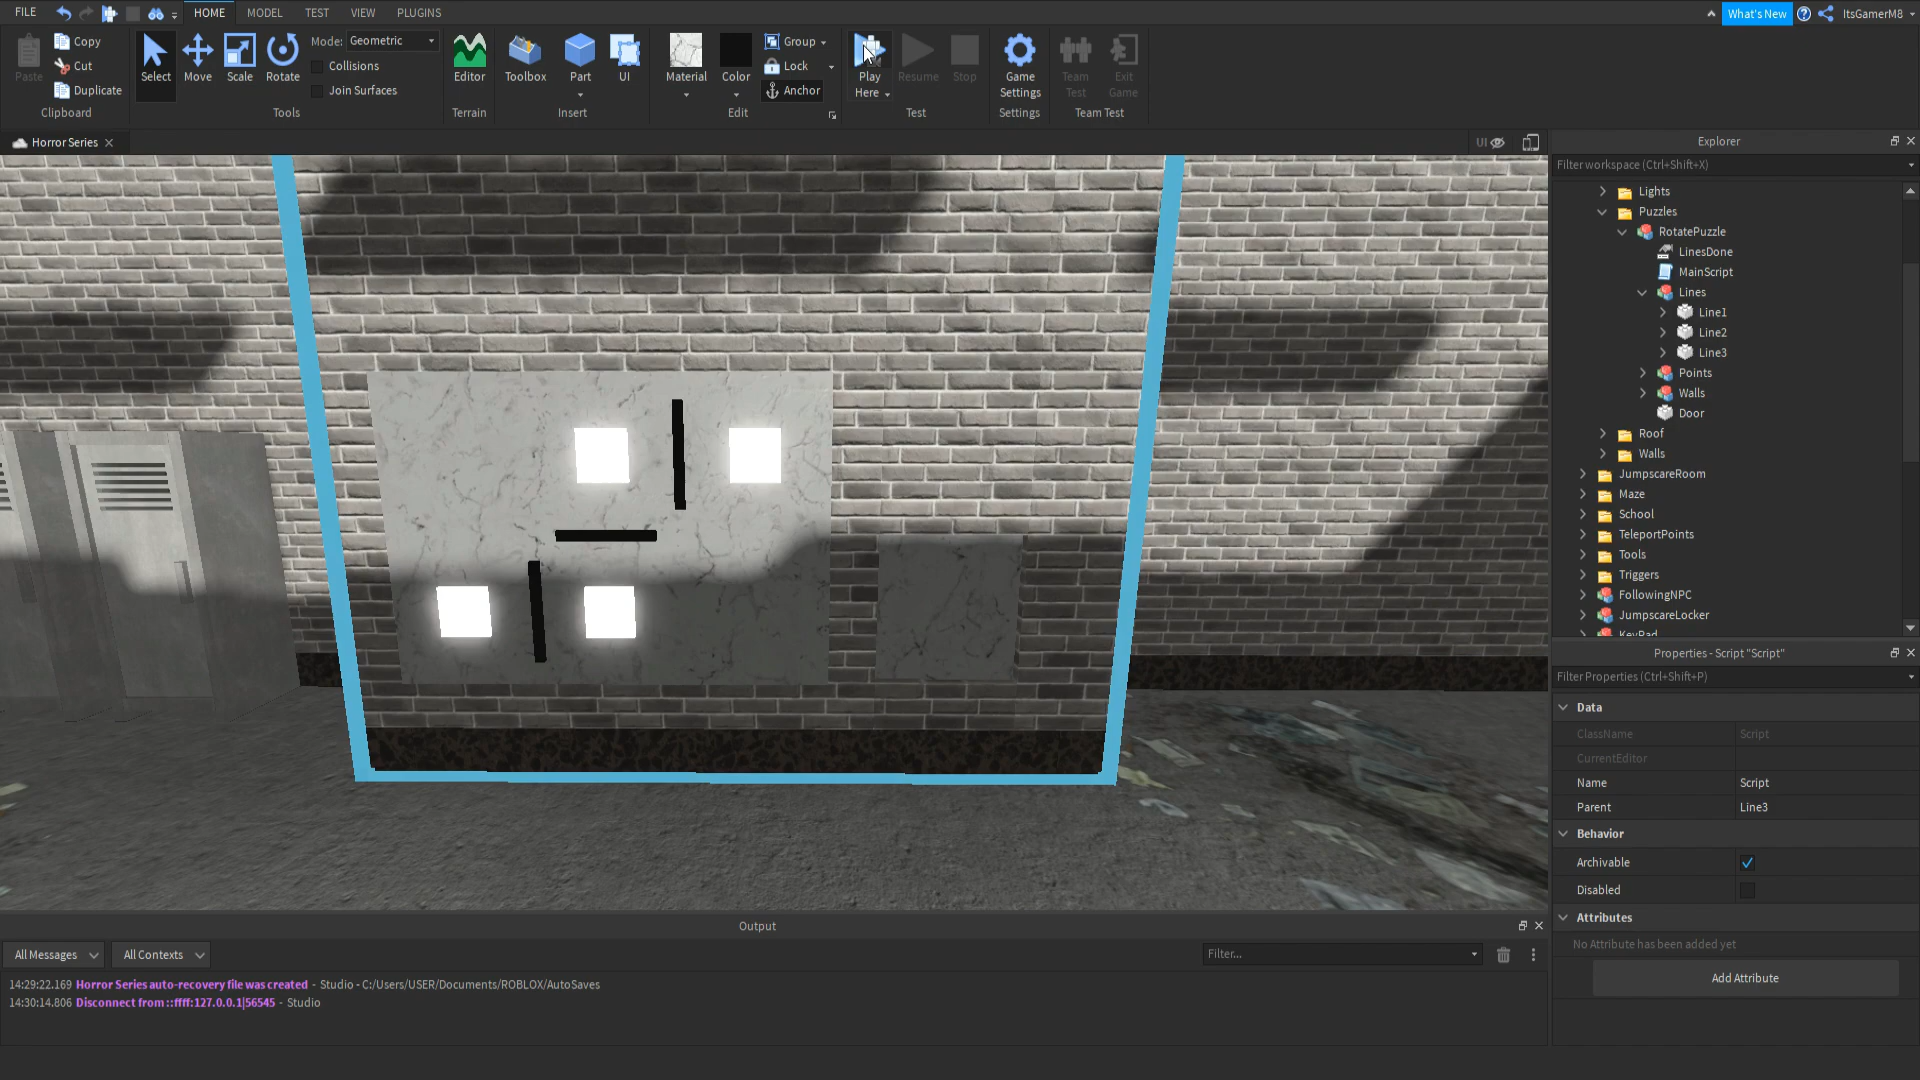 FILE HOME MODEL TEST VIEW PLUGINS What's New ItsGamerM8
Paste Copy Cut Duplicate Clipboard
Select Move Scale Rotate Mode: Geometric Collisions Join Surfaces Tools
Editor Terrain
Toolbox Part UI Insert
Material Color Group Lock Anchor Edit
Play Here Resume Stop Test
Game Settings Settings
Team Test Exit Game Team Test
Horror Series
UI
Explorer
Filter workspace (Ctrl+Shift+X)
Lights
Puzzles
RotatePuzzle
LinesDone
MainScript
Lines
Line1
Line2
Line3
Points
Walls
Door
Roof
Walls
JumpscareRoom
Maze
School
TeleportPoints
Tools
Triggers
FollowingNPC
JumpscareLocker
KeyPad
Properties - Script "Script"
Filter Properties (Ctrl+Shift+P)
Data
ClassName Script
CurrentEditor
Name Script
Parent Line3
Behavior
Archivable
Disabled
Attributes
No Attribute has been added yet
Add Attribute
Output
All Messages All Contexts Filter...
14:29:22.169 Horror Series auto-recovery file was created - Studio - C:/Users/USER/Documents/ROBLOX/AutoSaves
14:30:14.806 Disconnect from ::ffff:127.0.0.1|56545 - Studio